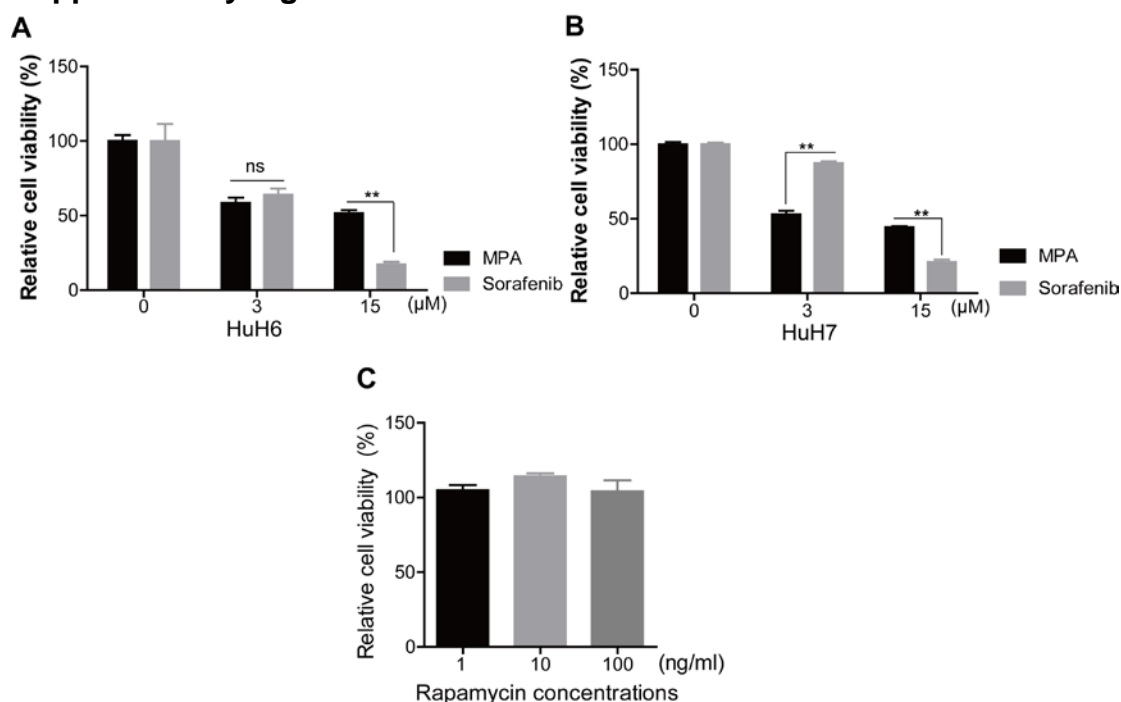 A
Relative cell viability (%)
150
100
50
0
ns
**
0 3 15 (μM)
HuH6
MPA
Sorafenib
B
Relative cell viability (%)
150
100
50
0
**
**
0 3 15 (μM)
HuH7
MPA
Sorafenib
C
Relative cell viability (%)
150
100
50
0
1 10 100 (ng/ml)
Rapamycin concentrations